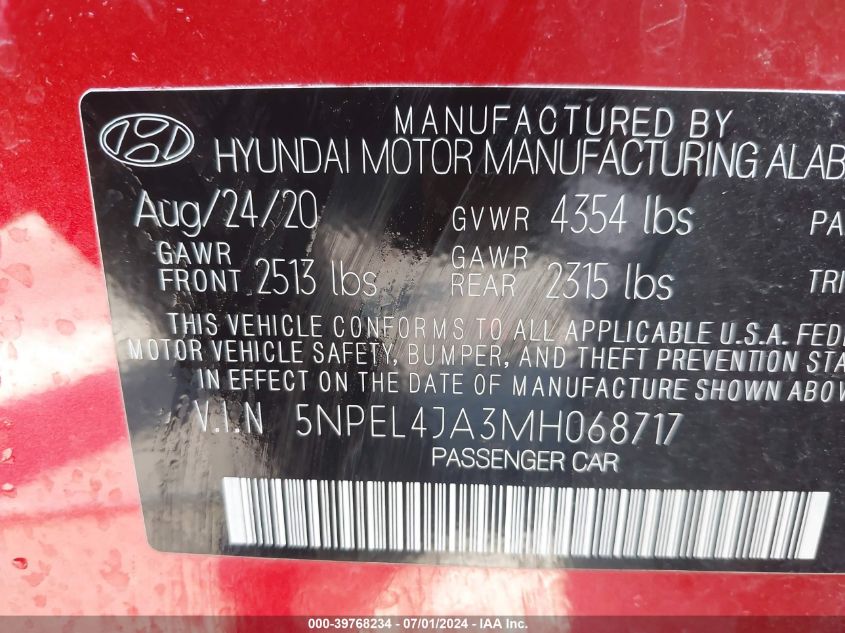 MANUFACTURED BY
HYUNDAI MOTOR MANUFACTURING ALAB
Aug/24/20 GVWR 4354 lbs PA
GAWR FRONT 2513 lbs GAWR REAR 2315 lbs TRI
THIS VEHICLE CONFORMS TO ALL APPLICABLE U.S.A. FED
MOTOR VEHICLE SAFETY, BUMPER, AND THEFT PREVENTION STA
IN EFFECT ON THE DATE OF MANUFACTURE SHOWN ABOV
V.I.N 5NPEL4JA3MH068717
PASSENGER CAR
000-39768234 - 07/01/2024 - IAA, Inc.